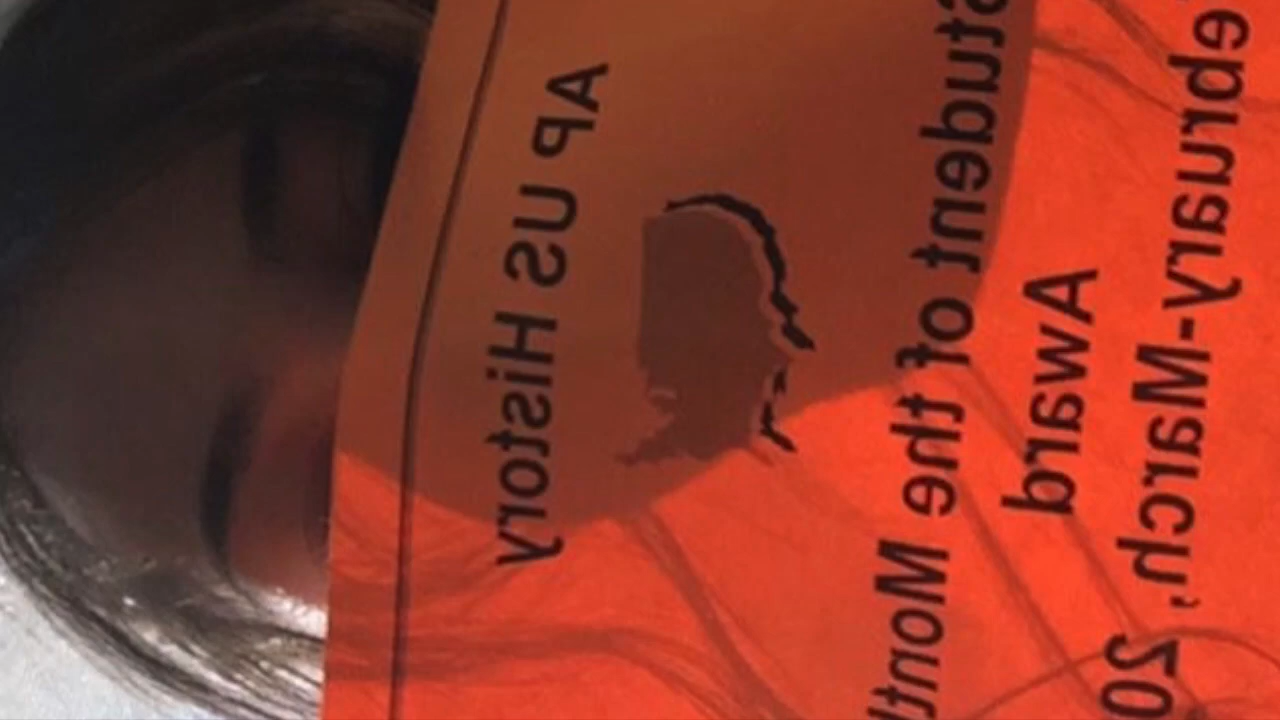 AP US History
Student of the Mont
Award
ebruary-March, 20